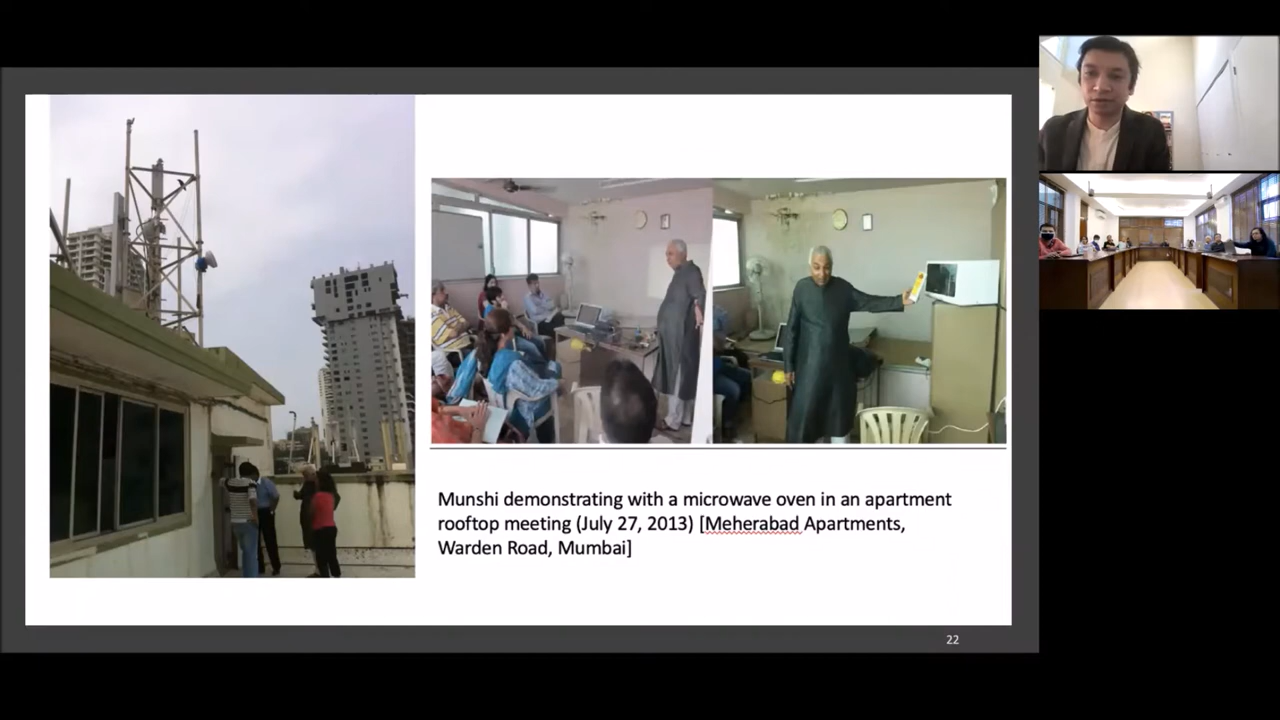 Munshi demonstrating with a microwave oven in an apartment
rooftop meeting (July 27, 2013) [Meherabad Apartments,
Warden Road, Mumbai]
22